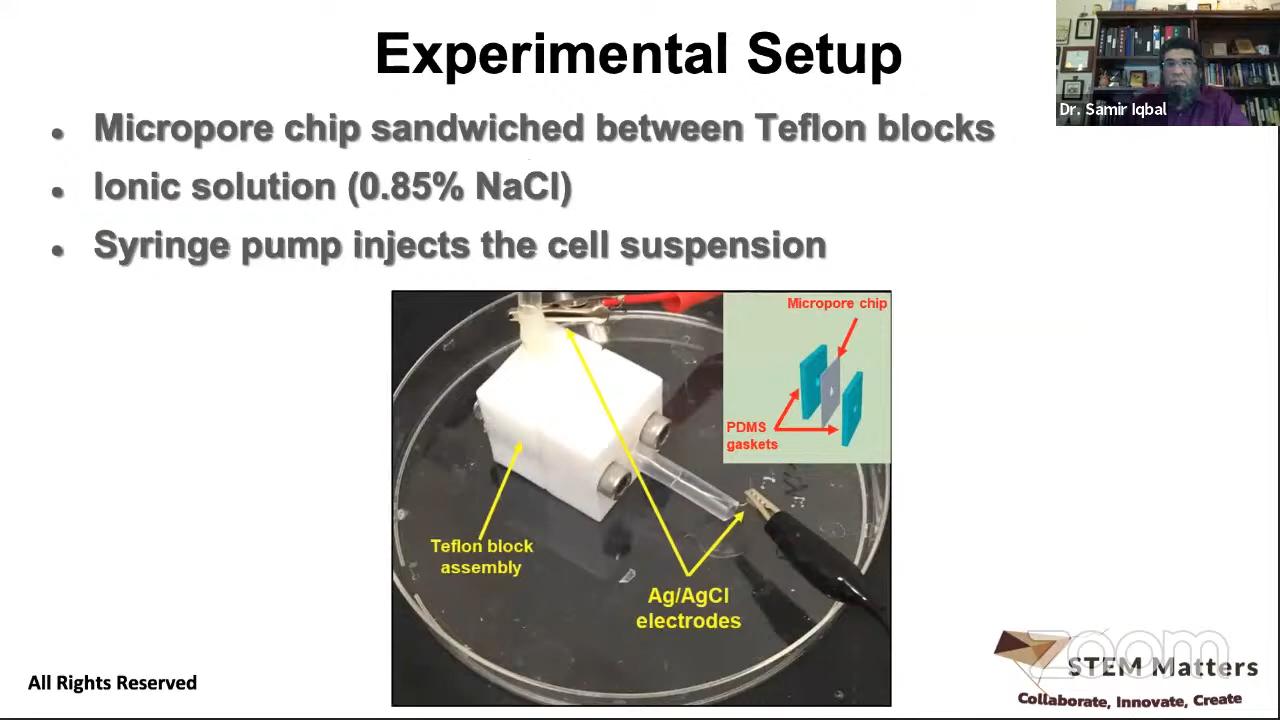 Experimental Setup
Dr. Samir Iqbal
• Micropore chip sandwiched between Teflon blocks
• Ionic solution (0.85% NaCl)
• Syringe pump injects the cell suspension
Micropore chip
PDMS
gaskets
Teflon block
assembly
Ag/AgCl
electrodes
All Rights Reserved
zoom
STEM Matters
Collaborate, Innovate, Create